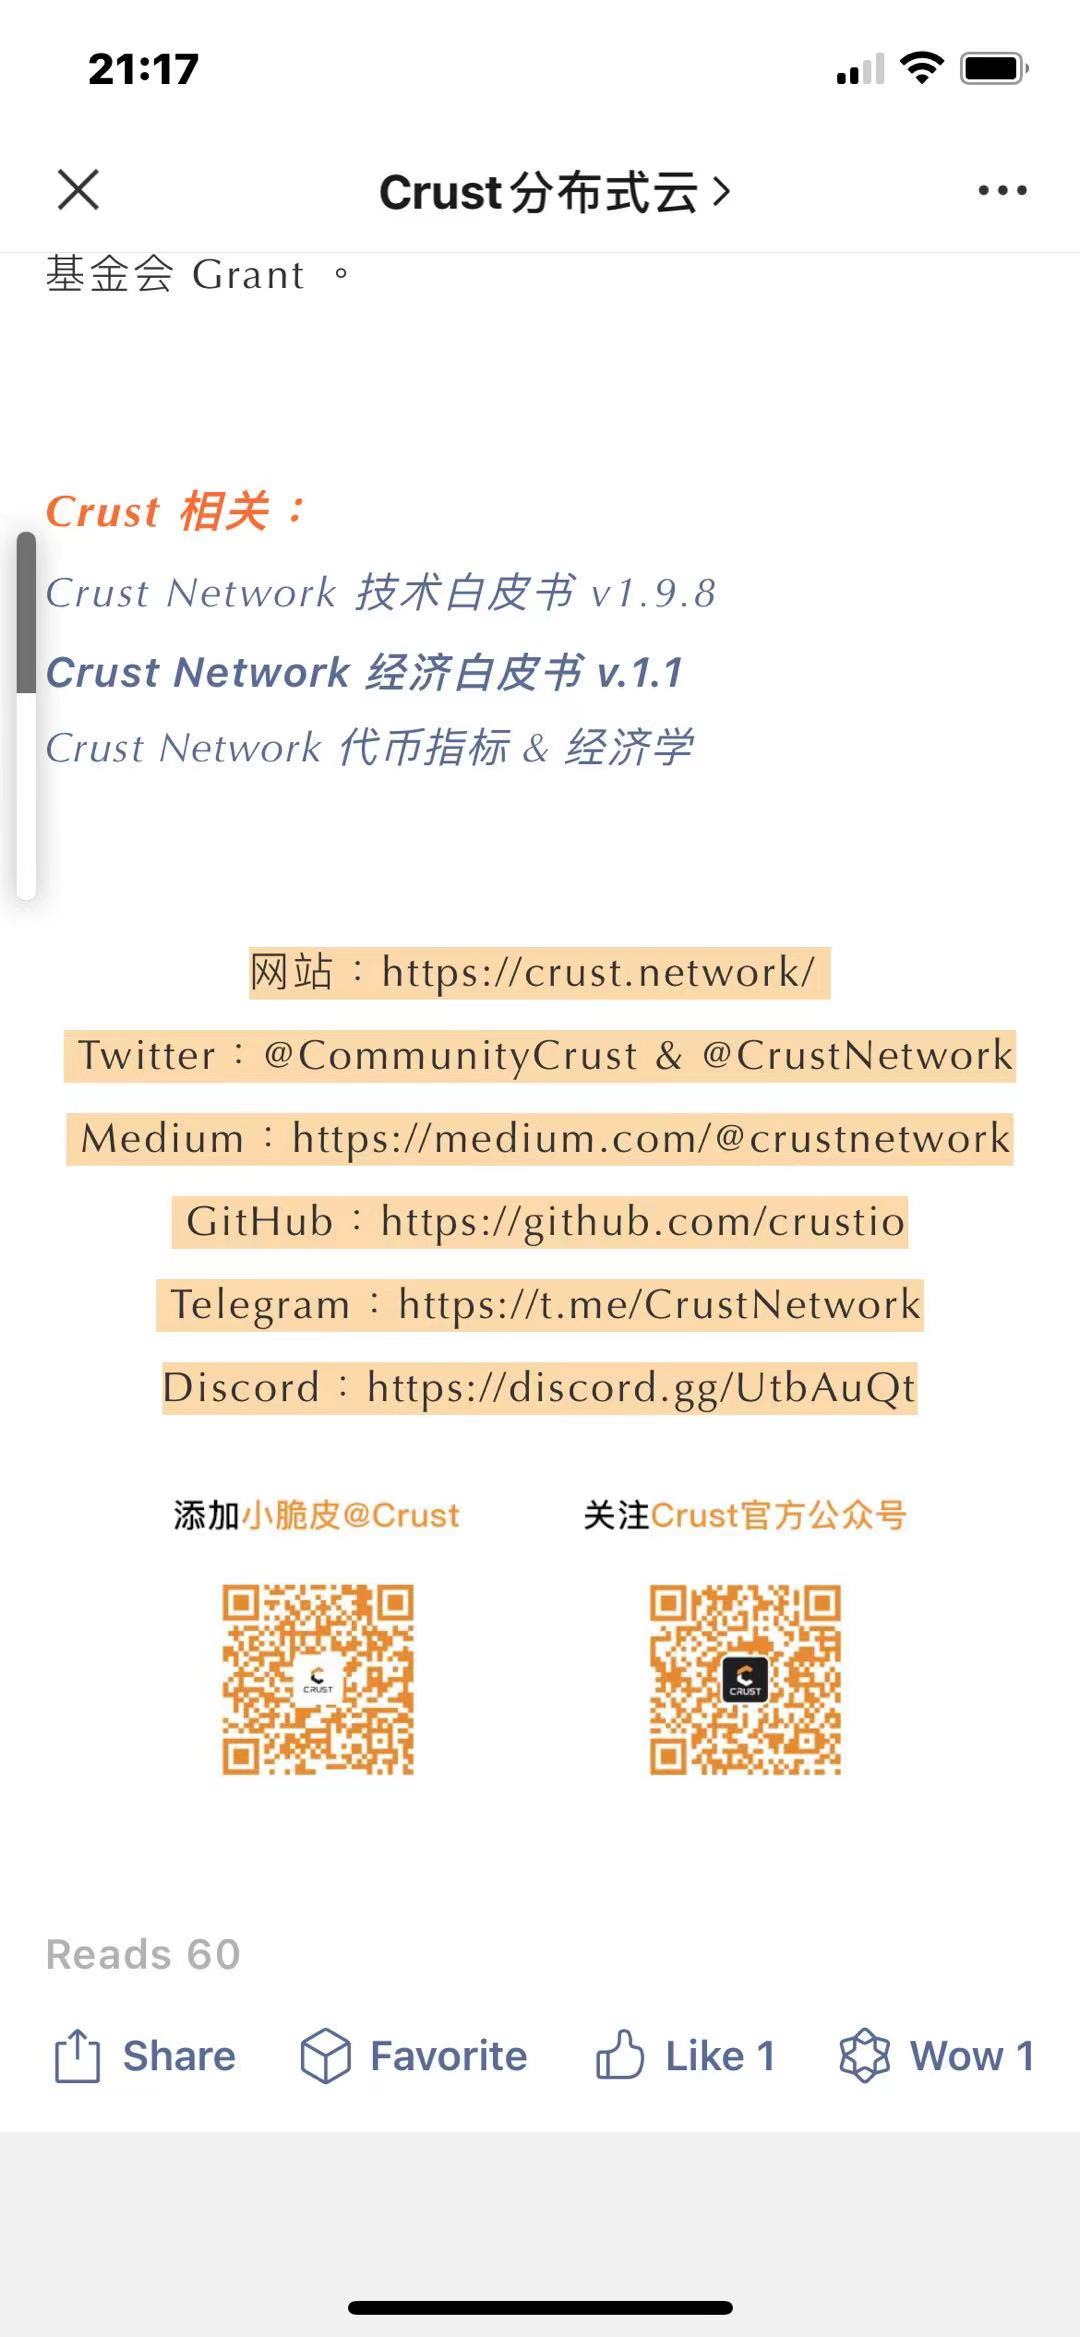 21:17
Crust分布式云
基金会 Grant 。
Crust 相关：
Crust Network 技术白皮书 v1.9.8
Crust Network 经济白皮书 v.1.1
Crust Network 代币指标 & 经济学
网站：https://crust.network/
Twitter：@CommunityCrust & @CrustNetwork
Medium：https://medium.com/@crustnetwork
GitHub：https://github.com/crustio
Telegram：https://t.me/CrustNetwork
Discord：https://discord.gg/UtbAuQt
添加小脆皮@Crust
关注Crust官方公众号
CRUST
CRUST
Reads 60
Share Favorite Like 1 Wow 1